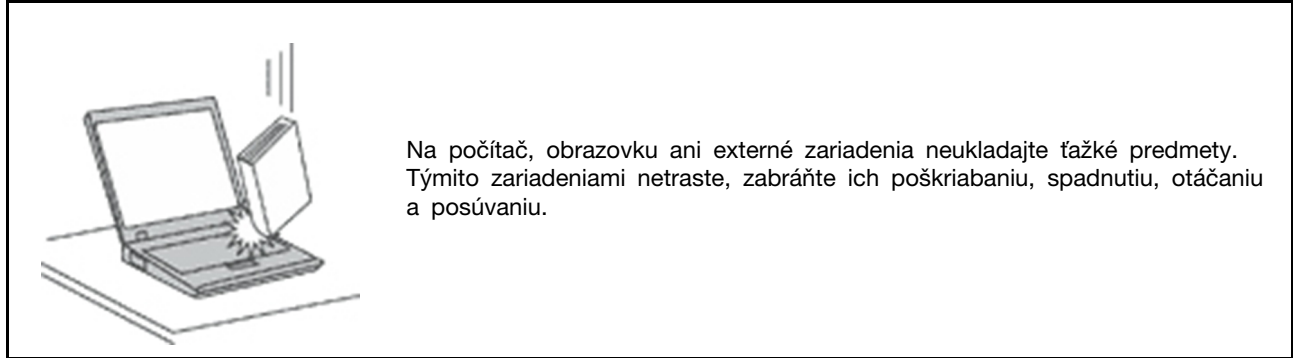 Na počítač, obrazovku ani externé zariadenia neukladajte ťažké predmety.
Týmito zariadeniami netraste, zabráňte ich poškriabaniu, spadnutiu, otáčaniu
a posúvaniu.